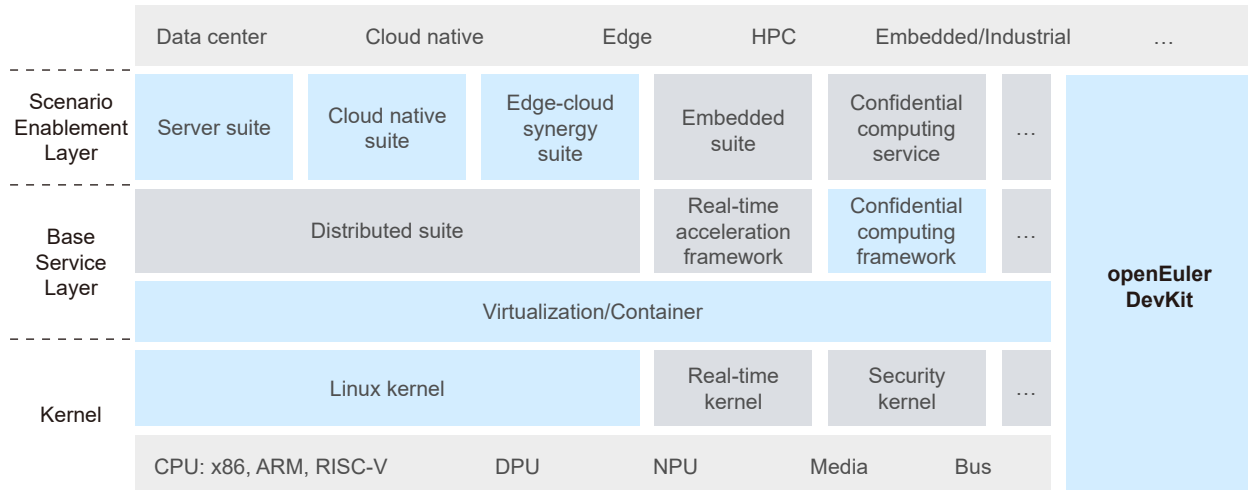 Data center Cloud native Edge HPC Embedded/Industrial …
Scenario
Enablement
Layer
Server suite
Cloud native
suite
Edge-cloud
synergy
suite
Embedded
suite
Confidential
computing
service
…
Base
Service
Layer
Distributed suite
Real-time
acceleration
framework
Confidential
computing
framework
…
Virtualization/Container
openEuler
DevKit
Kernel
Linux kernel
Real-time
kernel
Security
kernel
…
CPU: x86, ARM, RISC-V DPU NPU Media Bus